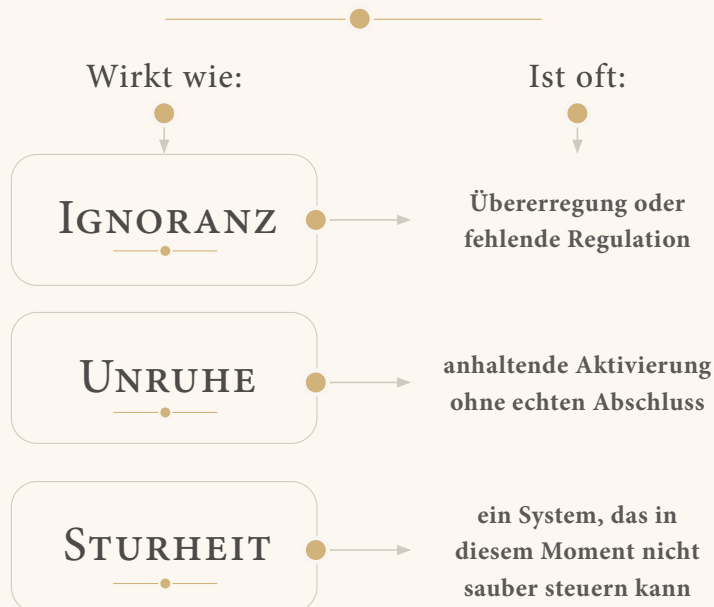 Wirkt wie:
Ist oft:
IGNORANZ
Übererregung oder
fehlende Regulation
UNRUHE
anhaltende Aktivierung
ohne echten Abschluss
STURHEIT
ein System, das in
diesem Moment nicht
sauber steuern kann